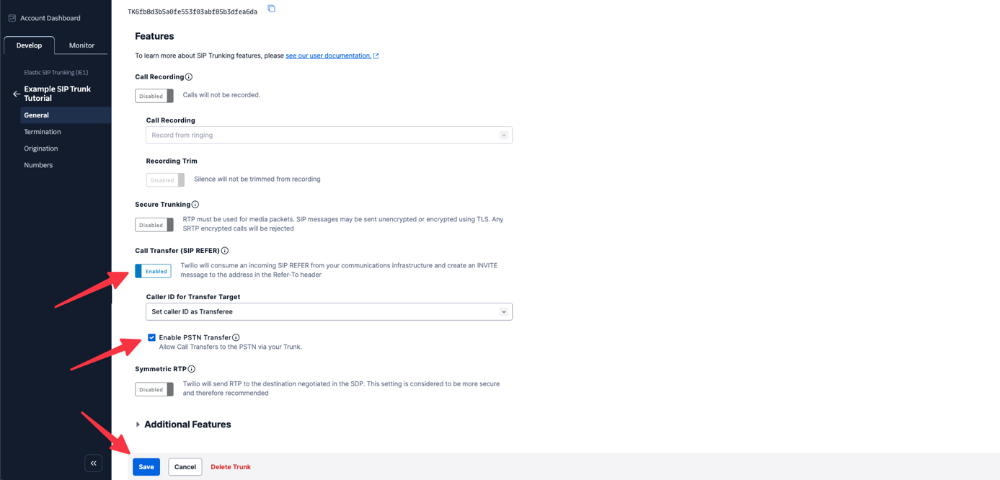 Account Dashboard
Develop
Monitor
Elastic SIP Trunking (IE1)
Example SIP Trunk
Tutorial
General
Termination
Origination
Numbers
TK6fb8d3b5a0fe553f03abf85b3dfea6da
Features
To learn more about SIP Trunking features, please see our user documentation.
Call Recording
Disabled
Calls will not be recorded.
Call Recording
Record from ringing
Recording Trim
Disabled
Silence will not be trimmed from recording
Secure Trunking
Disabled
RTP must be used for media packets. SIP messages may be sent unencrypted or encrypted using TLS. Any
SRTP encrypted calls will be rejected
Call Transfer (SIP REFER)
Enabled
Twilio will consume an incoming SIP REFER from your communications infrastructure and create an INVITE
message to the address in the Refer-To header
Caller ID for Transfer Target
Set caller ID as Transferee
Enable PSTN Transfer
Allow Call Transfers to the PSTN via your Trunk.
Symmetric RTP
Disabled
Twilio will send RTP to the destination negotiated in the SDP. This setting is considered to be more secure
and therefore recommended
Additional Features
Save
Cancel
Delete Trunk